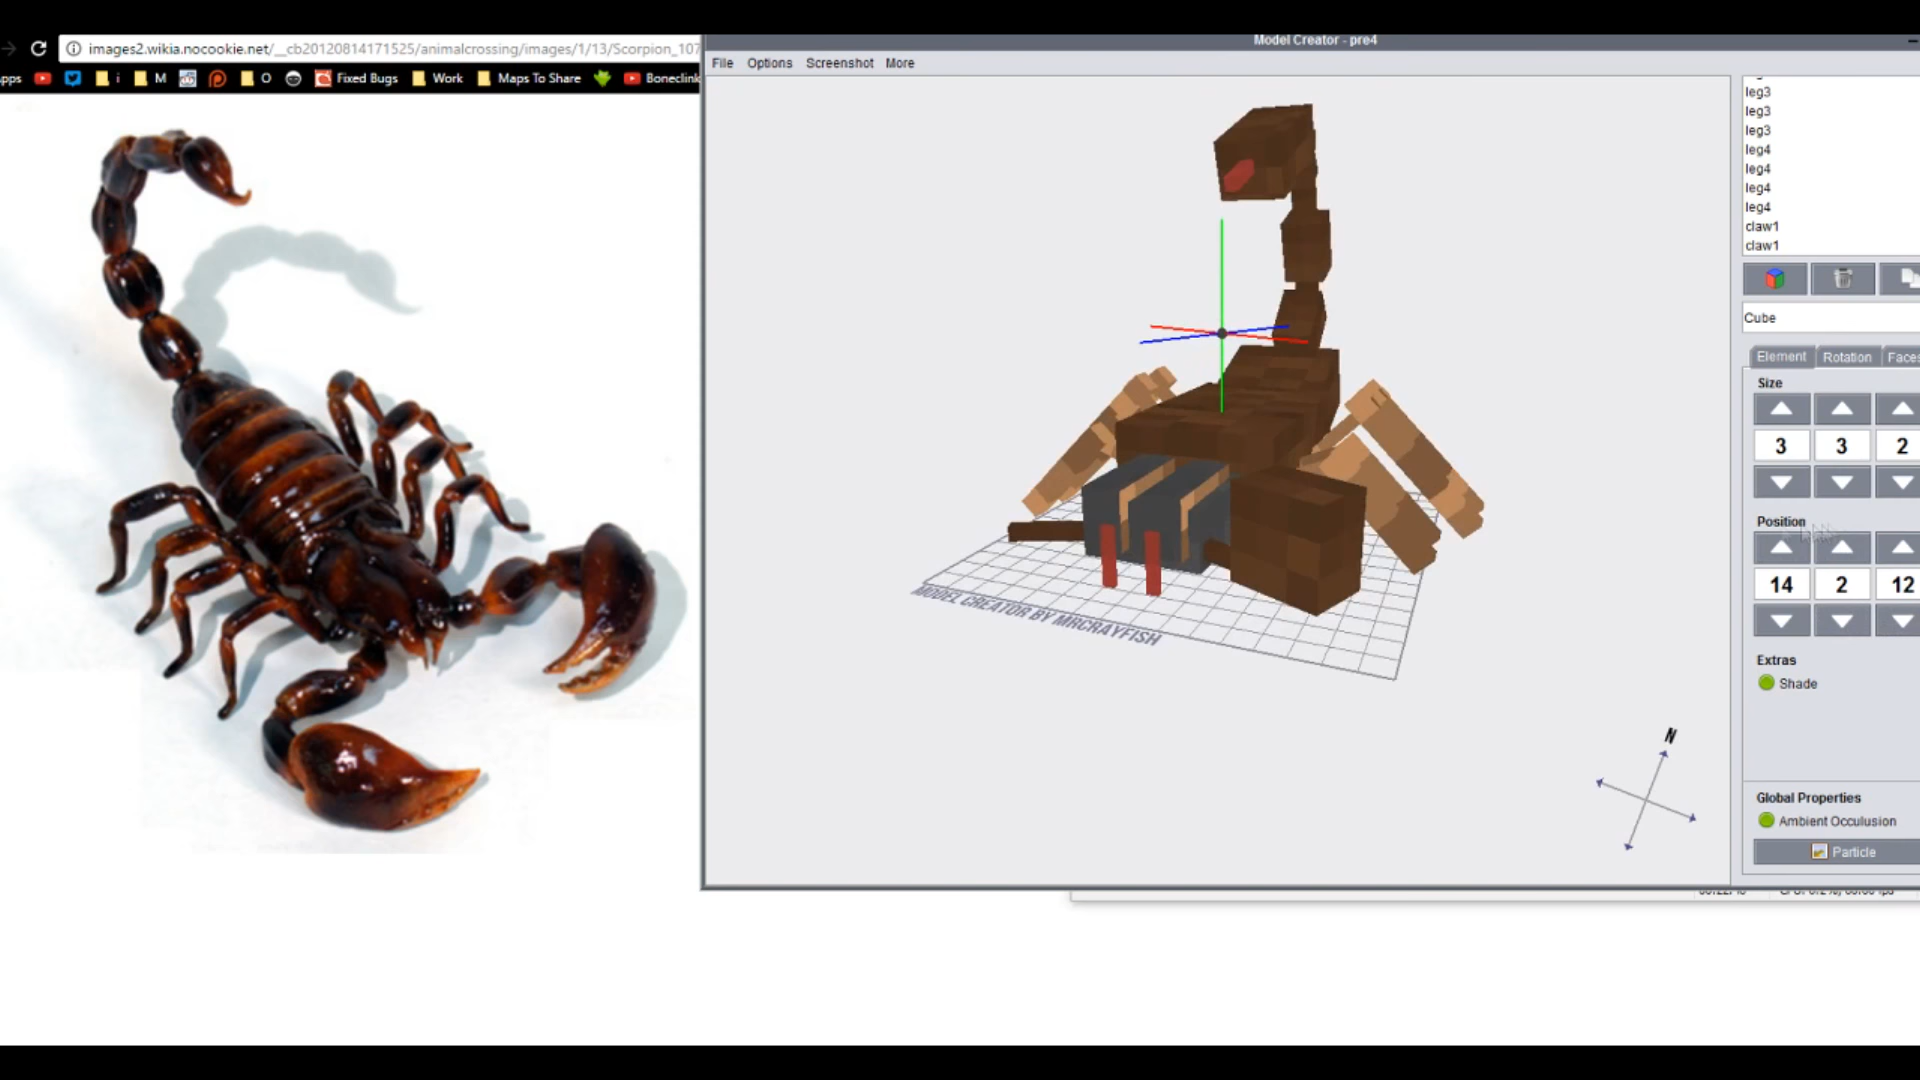 Model Creator - pre4
images2.wikia.nocookie.net/__cb20120814171525/animalcrossing/images/1/13/Scorpion_107
pps i M O Fixed Bugs Work Maps To Share Boneclink
File Options Screenshot More
leg3
leg3
leg3
leg4
leg4
leg4
leg4
claw1
claw1
Cube
Element Rotation Faces
Size
3 3 2
Position
14 2 12
Extras
Shade
MODEL CREATOR BY MRCRAYFISH
N
Global Properties
Ambient Occulusion
Particle